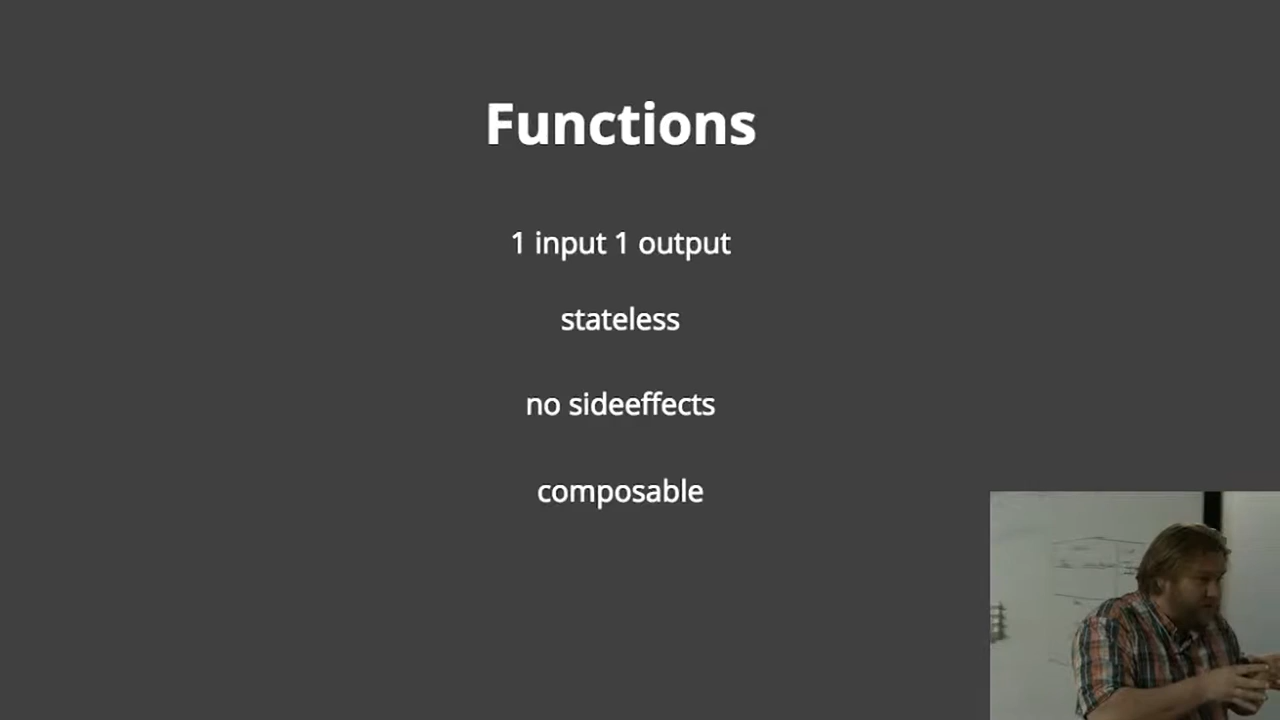 Functions
1 input 1 output
stateless
no sideeffects
composable